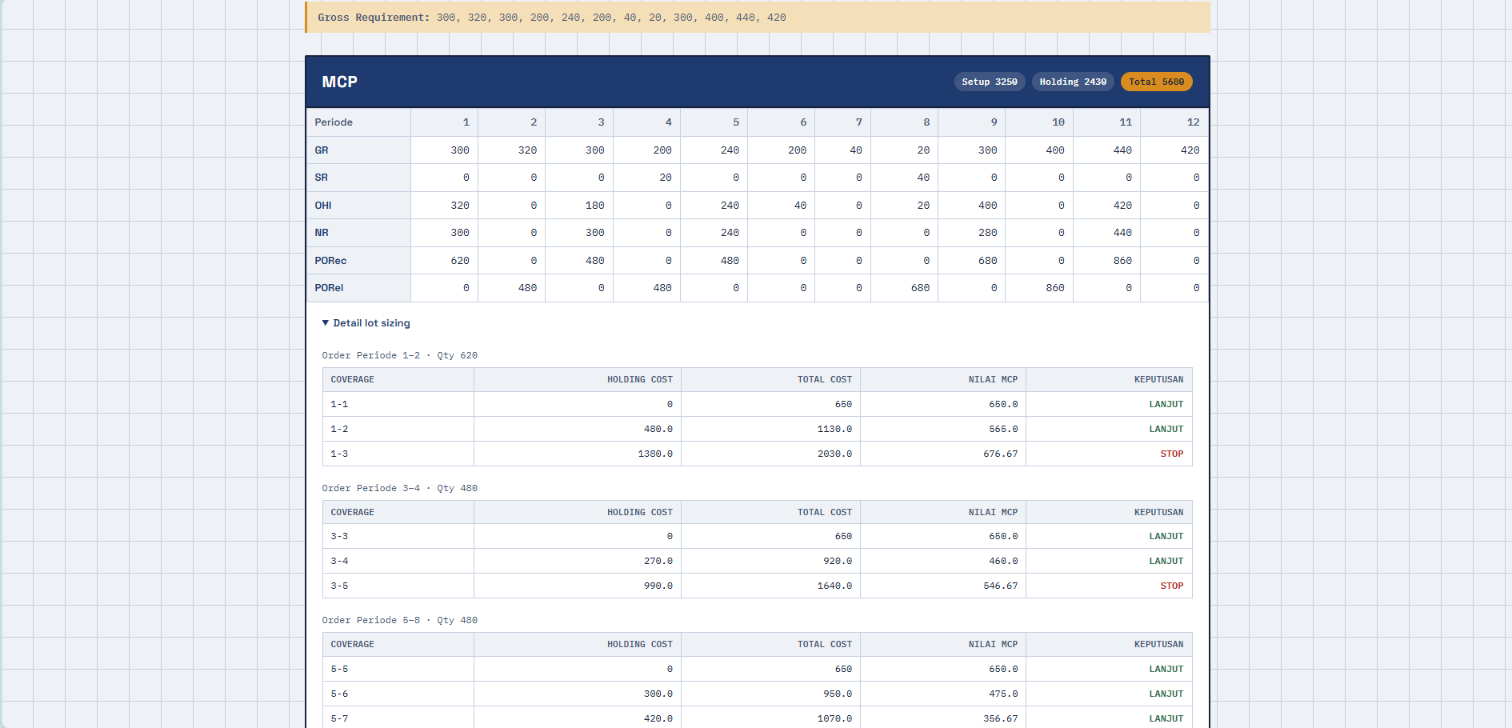 Gross Requirement: 300, 320, 300, 200, 240, 200, 40, 20, 300, 400, 440, 420
MCP Setup 3250 Holding 2430 Total 5680
Periode 1 2 3 4 5 6 7 8 9 10 11 12
GR 300 320 300 200 240 200 40 20 300 400 440 420
SR 0 0 0 20 0 0 0 40 0 0 0 0
OHI 320 0 180 0 240 40 0 20 400 0 420 0
NR 300 0 300 0 240 0 0 0 280 0 440 0
PORec 620 0 480 0 480 0 0 0 680 0 860 0
PORel 0 480 0 480 0 0 0 680 0 860 0 0
▼ Detail lot sizing
Order Periode 1–2 · Qty 620
COVERAGE HOLDING COST TOTAL COST NILAI MCP KEPUTUSAN
1-1 0 650 650.0 LANJUT
1-2 480.0 1130.0 565.0 LANJUT
1-3 1380.0 2030.0 676.67 STOP
Order Periode 3–4 · Qty 480
COVERAGE HOLDING COST TOTAL COST NILAI MCP KEPUTUSAN
3-3 0 650 650.0 LANJUT
3-4 270.0 920.0 460.0 LANJUT
3-5 990.0 1640.0 546.67 STOP
Order Periode 5–8 · Qty 480
COVERAGE HOLDING COST TOTAL COST NILAI MCP KEPUTUSAN
5-5 0 650 650.0 LANJUT
5-6 300.0 950.0 475.0 LANJUT
5-7 420.0 1070.0 356.67 LANJUT